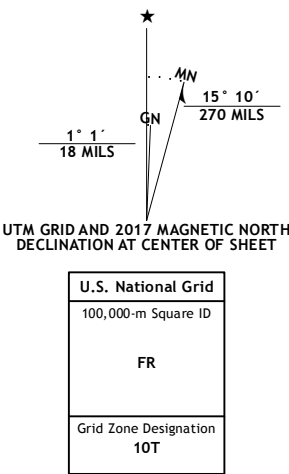 ★
MN
GN
15° 10´
270 MILS
1° 1´
18 MILS
UTM GRID AND 2017 MAGNETIC NORTH
DECLINATION AT CENTER OF SHEET
U.S. National Grid
100,000-m Square ID
FR
Grid Zone Designation
10T